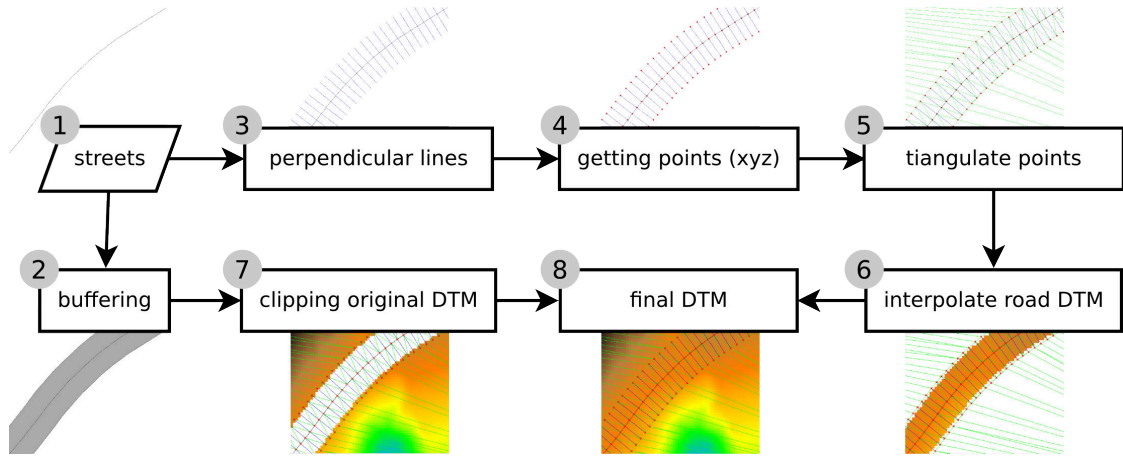 1
streets
3
perpendicular lines
4
getting points (xyz)
5
tiangulate points
2
buffering
7
clipping original DTM
8
final DTM
6
interpolate road DTM